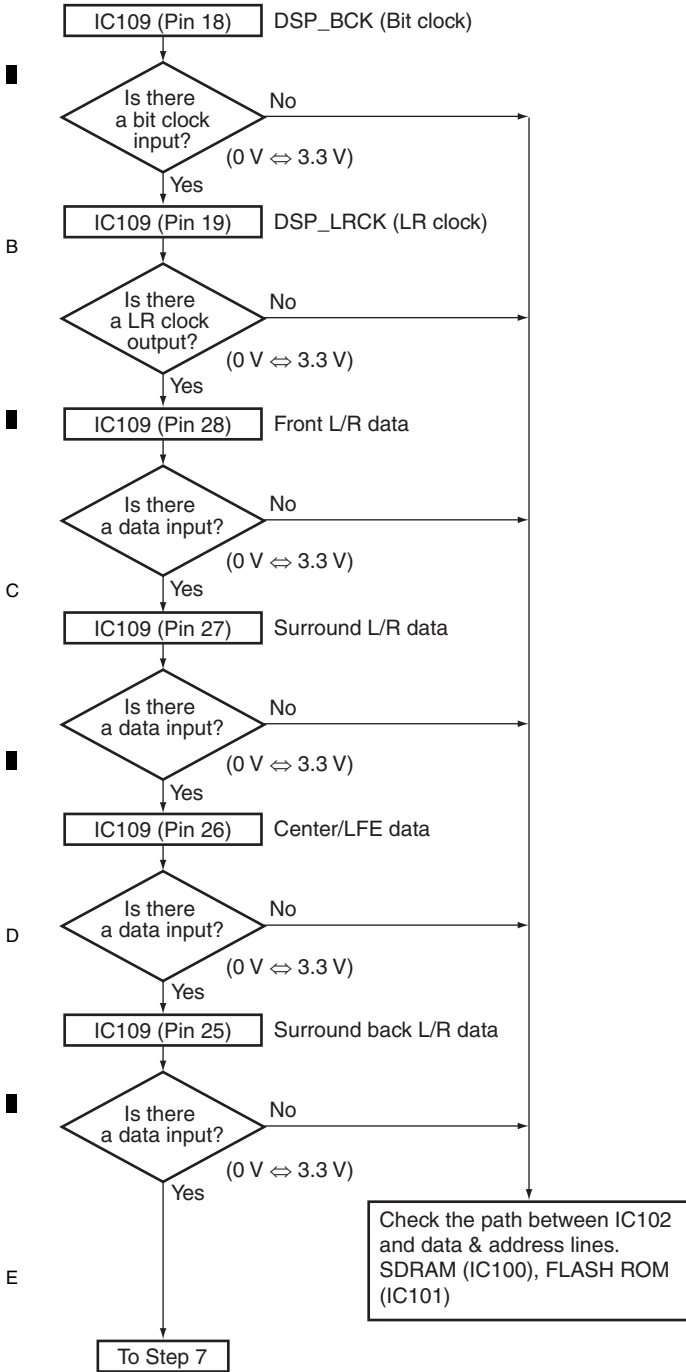 IC109 (Pin 18) DSP_BCK (Bit clock)
Is there
a bit clock
input?
No
(0 V ⇔ 3.3 V)
Yes
IC109 (Pin 19) DSP_LRCK (LR clock)
B
Is there
a LR clock
output?
No
(0 V ⇔ 3.3 V)
Yes
IC109 (Pin 28) Front L/R data
Is there
a data input?
No
(0 V ⇔ 3.3 V)
Yes
C
IC109 (Pin 27) Surround L/R data
Is there
a data input?
No
(0 V ⇔ 3.3 V)
Yes
IC109 (Pin 26) Center/LFE data
Is there
a data input?
No
D
(0 V ⇔ 3.3 V)
Yes
IC109 (Pin 25) Surround back L/R data
Is there
a data input?
No
(0 V ⇔ 3.3 V)
Yes
Check the path between IC102
and data & address lines.
SDRAM (IC100), FLASH ROM
(IC101)
E
To Step 7